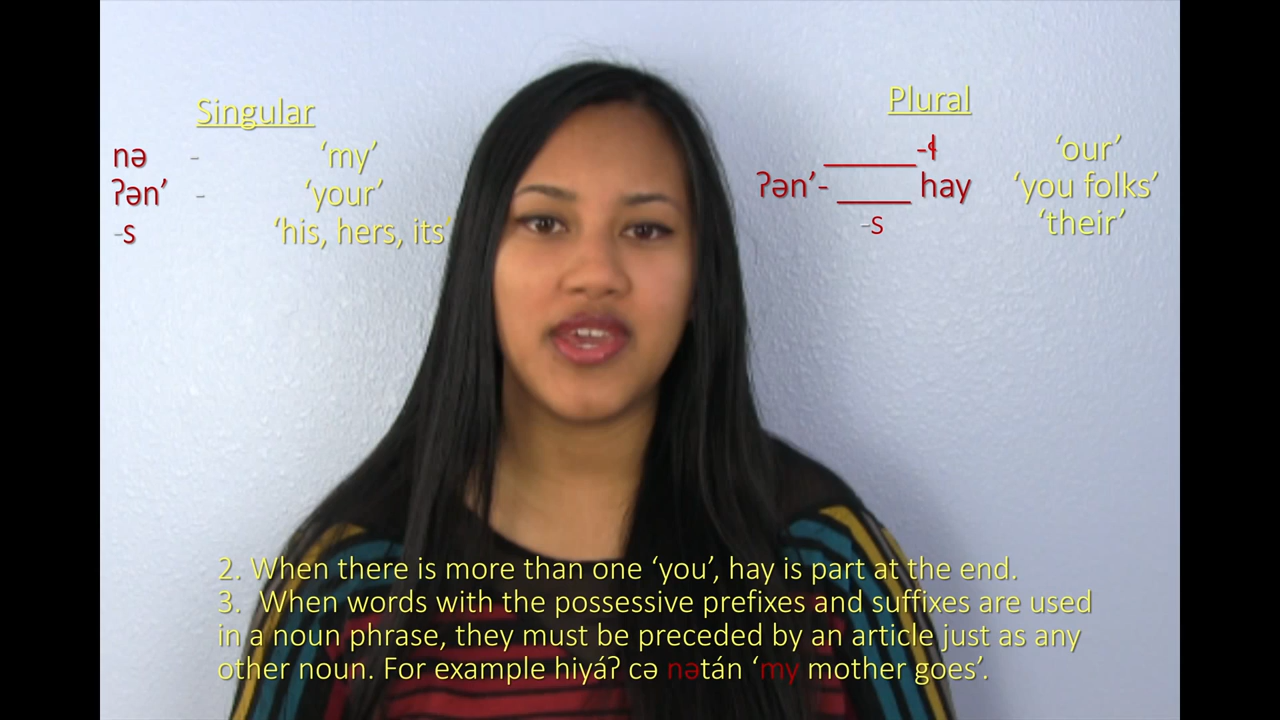 Singular
nə - ‘my’
ʔən’ - ‘your’
-s ‘his, hers, its’
Plural
______-ɬ ‘our’
ʔən’- ____ hay ‘you folks’
-s ‘their’
2. When there is more than one ‘you’, hay is part at the end.
3. When words with the possessive prefixes and suffixes are used
in a noun phrase, they must be preceded by an article just as any
other noun. For example hiyáʔ cə nətán ‘my mother goes’.